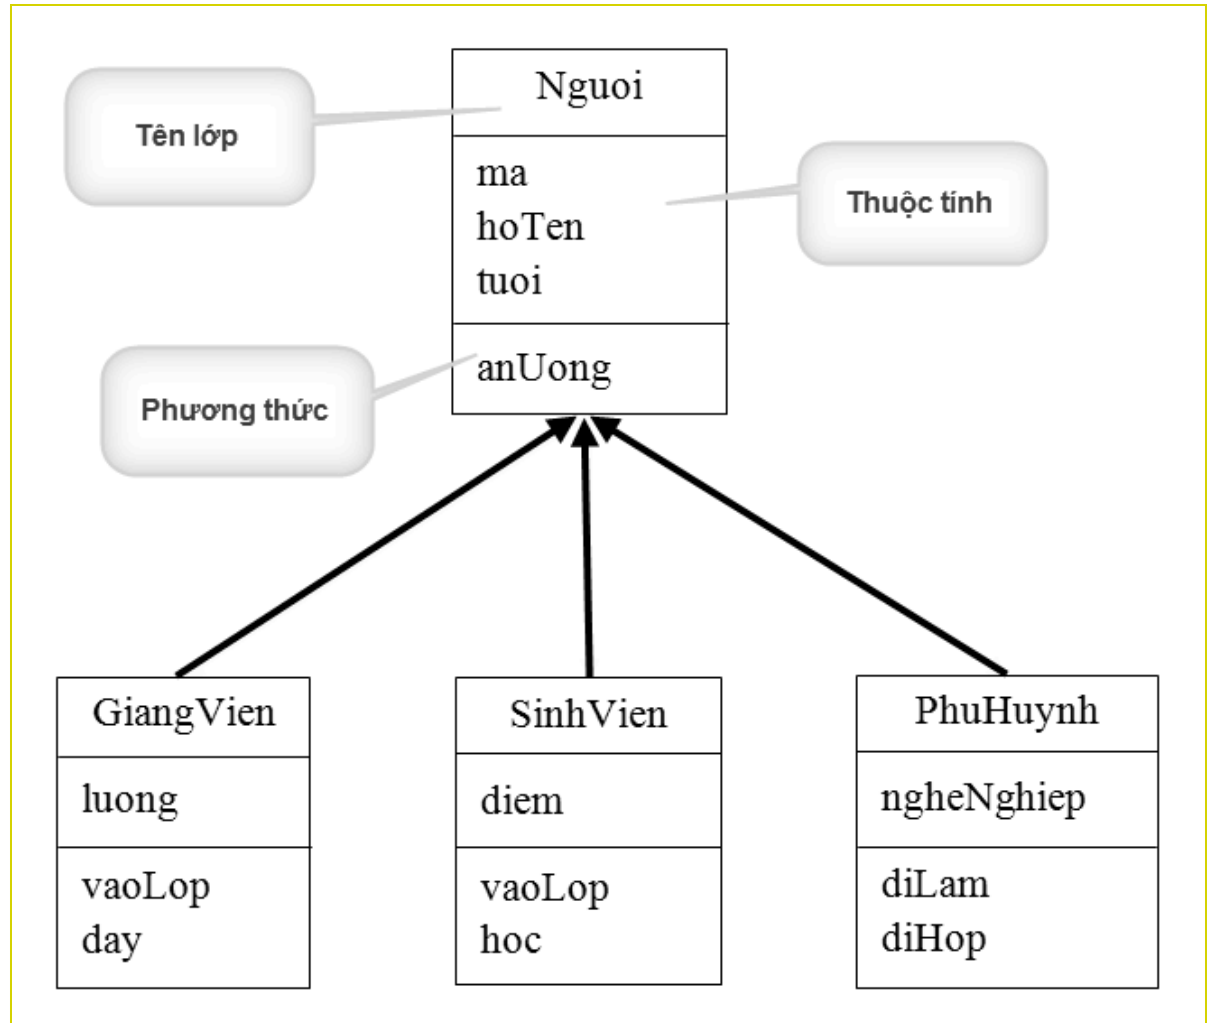 Nguoi
Tên lớp
ma
hoTen
tuoi
Thuộc tính
anUong
Phương thức
GiangVien
luong
vaoLop
day
SinhVien
diem
vaoLop
hoc
PhuHuynh
ngheNghiep
diLam
diHop